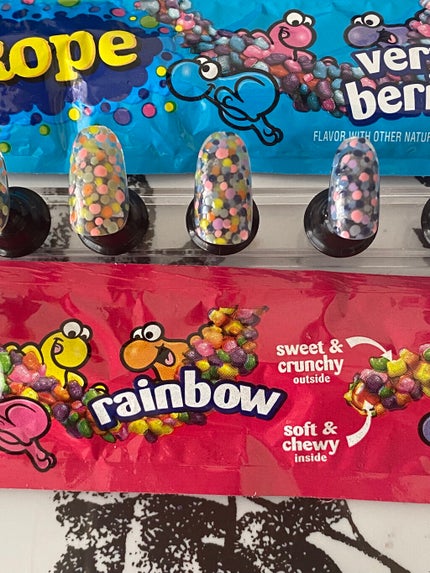 Rope
very
berry
FLAVOR WITH OTHER NATUR
rainbow
sweet &
crunchy
outside
soft &
chewy
inside